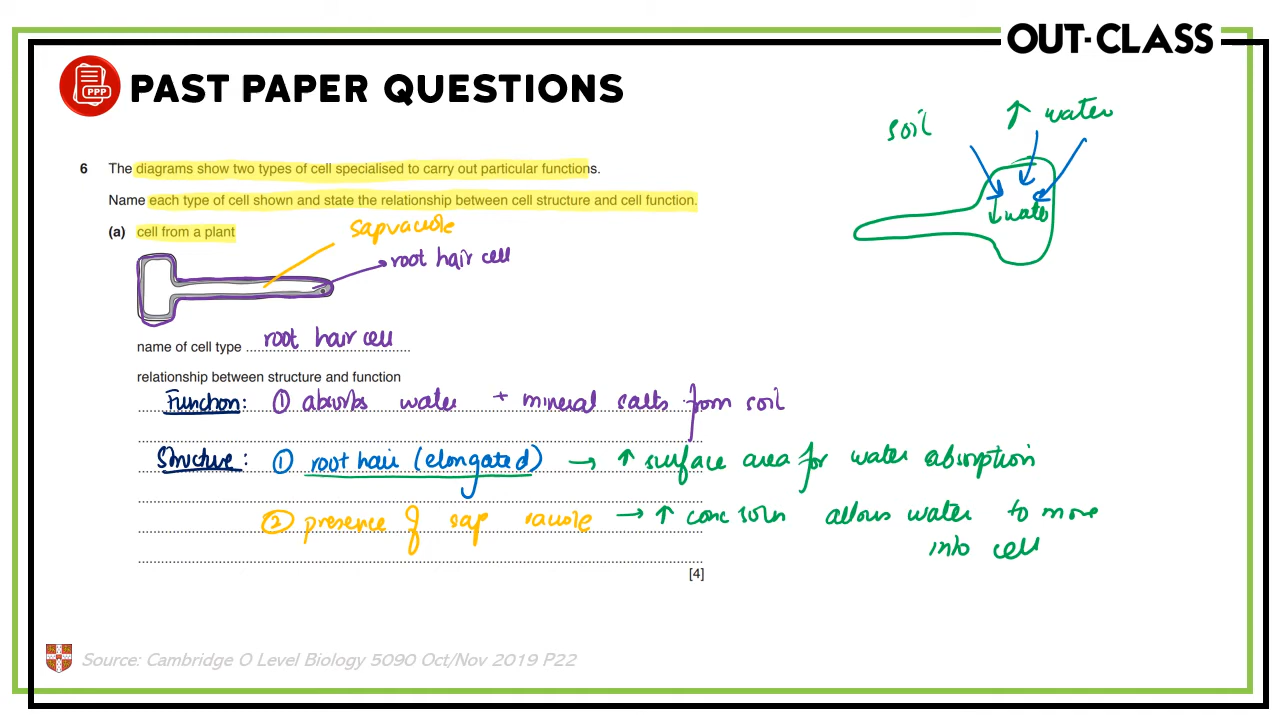 OUT-CLASS
PPP
PAST PAPER QUESTIONS
soil ↑ water
↓ water
6 The diagrams show two types of cell specialised to carry out particular functions.
Name each type of cell shown and state the relationship between cell structure and cell function.
(a) cell from a plant
sap vacuole
root hair cell
name of cell type root hair cell
relationship between structure and function
Function: ① absorbs water + mineral salts from soil
Structure: ① root hair (elongated) → ↑ surface area for water absorption
② presence of sap vacuole → ↑ conc soln allows water to move
into cell
[4]
Source: Cambridge O Level Biology 5090 Oct/Nov 2019 P22